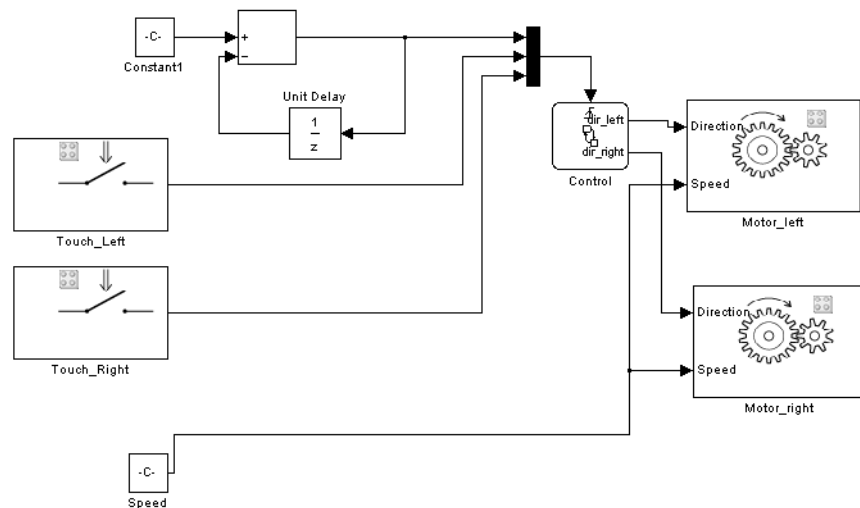 -C-
Constant1
+
−
Unit Delay
1
z
Touch_Left
Touch_Right
-C-
Speed
dir_left
dir_right
Control
Direction
Speed
Motor_left
Direction
Speed
Motor_right